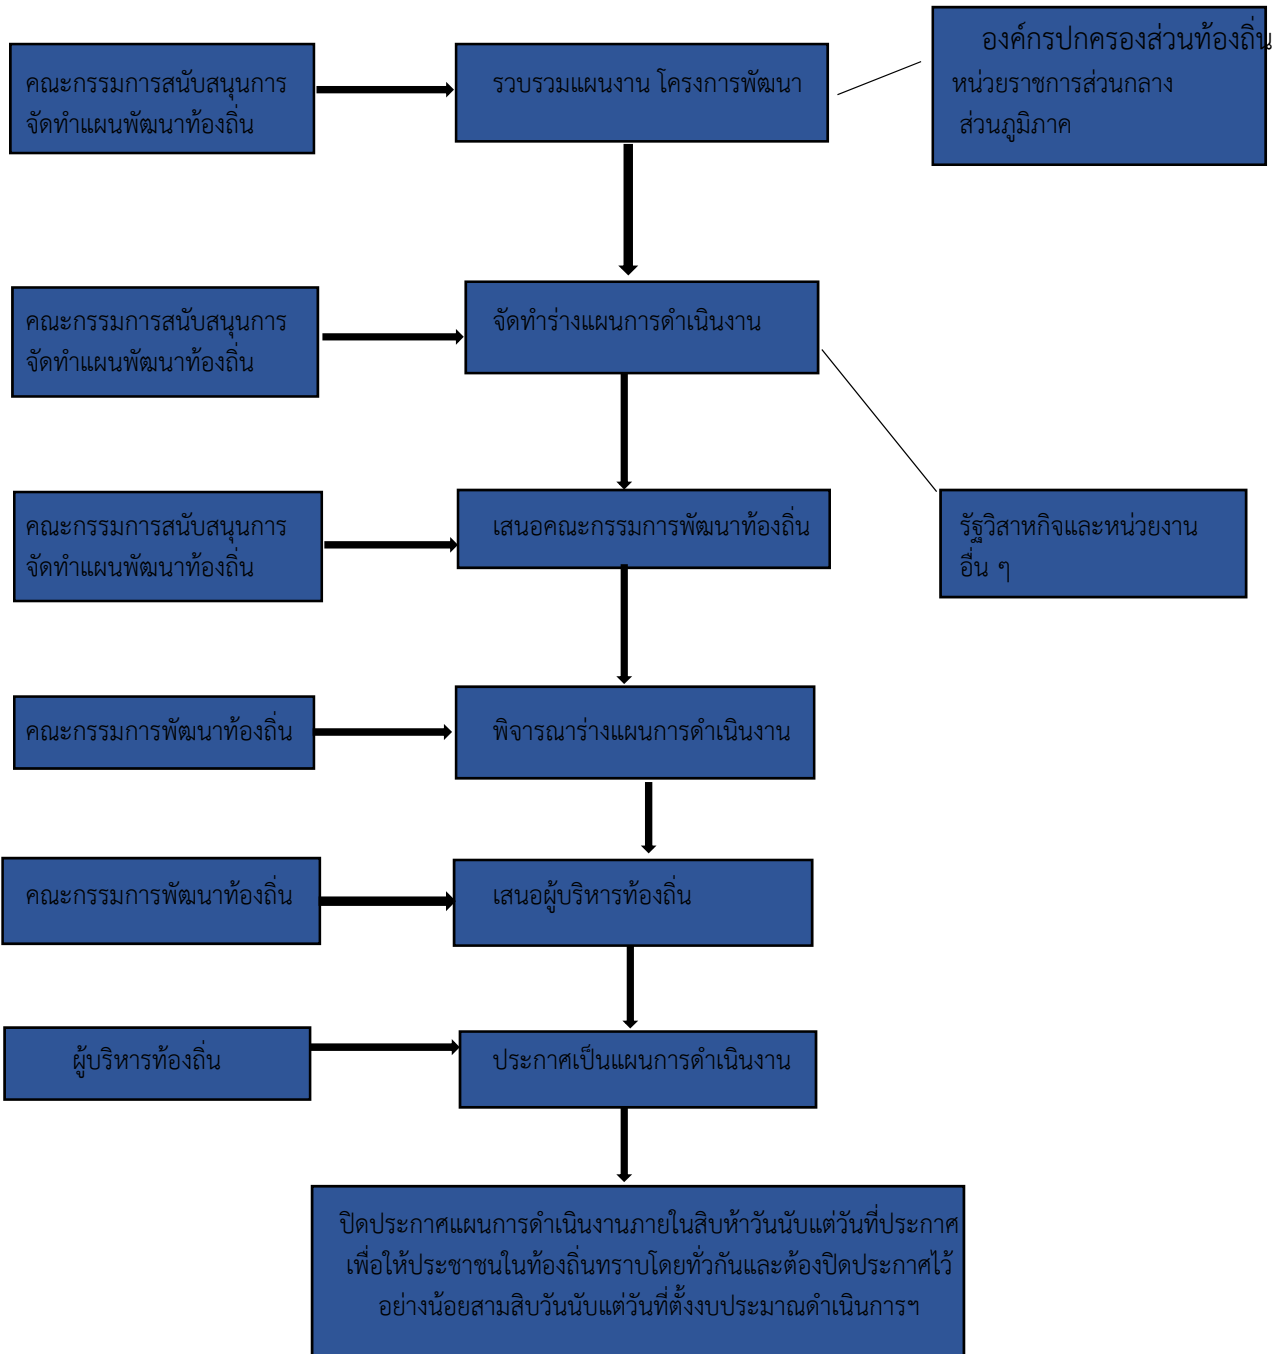 คณะกรรมการสนับสนุนการ
จัดทำแผนพัฒนาท้องถิ่น
รวบรวมแผนงาน โครงการพัฒนา
องค์กรปกครองส่วนท้องถิ่น
หน่วยราชการส่วนกลาง
ส่วนภูมิภาค
คณะกรรมการสนับสนุนการ
จัดทำแผนพัฒนาท้องถิ่น
จัดทำร่างแผนการดำเนินงาน
คณะกรรมการสนับสนุนการ
จัดทำแผนพัฒนาท้องถิ่น
เสนอคณะกรรมการพัฒนาท้องถิ่น
รัฐวิสาหกิจและหน่วยงาน
อื่น ๆ
คณะกรรมการพัฒนาท้องถิ่น
พิจารณาร่างแผนการดำเนินงาน
คณะกรรมการพัฒนาท้องถิ่น
เสนอผู้บริหารท้องถิ่น
ผู้บริหารท้องถิ่น
ประกาศเป็นแผนการดำเนินงาน
ปิดประกาศแผนการดำเนินงานภายในสิบห้าวันนับแต่วันที่ประกาศ
เพื่อให้ประชาชนในท้องถิ่นทราบโดยทั่วกันและต้องปิดประกาศไว้
อย่างน้อยสามสิบวันนับแต่วันที่ตั้งงบประมาณดำเนินการฯ